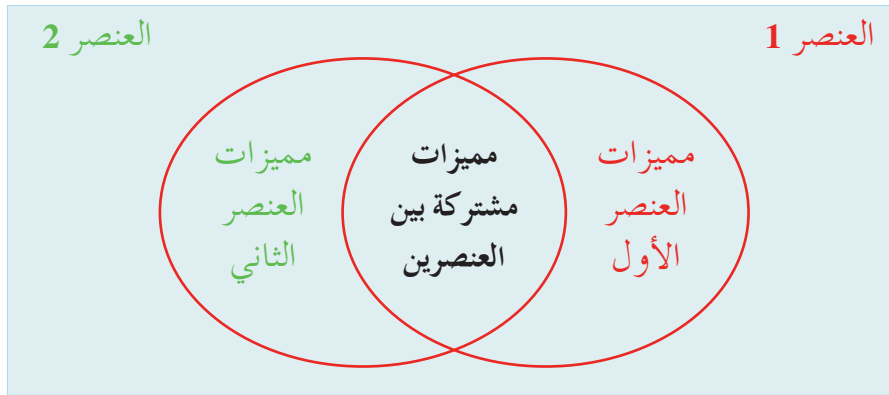 العنصر 1
العنصر 2
مميزات
العنصر
الأول
مميزات
مشتركة بين
العنصرين
مميزات
العنصر
الثاني